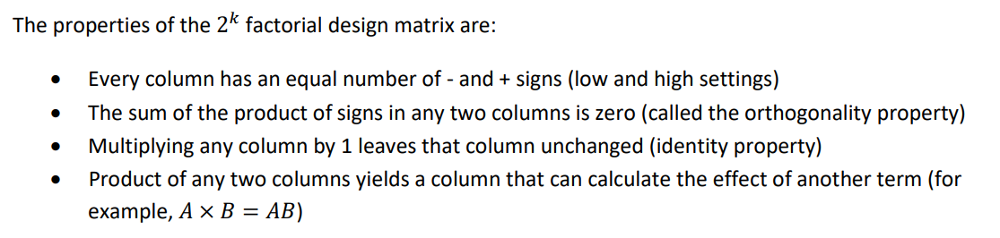 The properties of the 2ᵏ factorial design matrix are:
• Every column has an equal number of - and + signs (low and high settings)
• The sum of the product of signs in any two columns is zero (called the orthogonality property)
• Multiplying any column by 1 leaves that column unchanged (identity property)
• Product of any two columns yields a column that can calculate the effect of another term (for
example, A × B = AB)